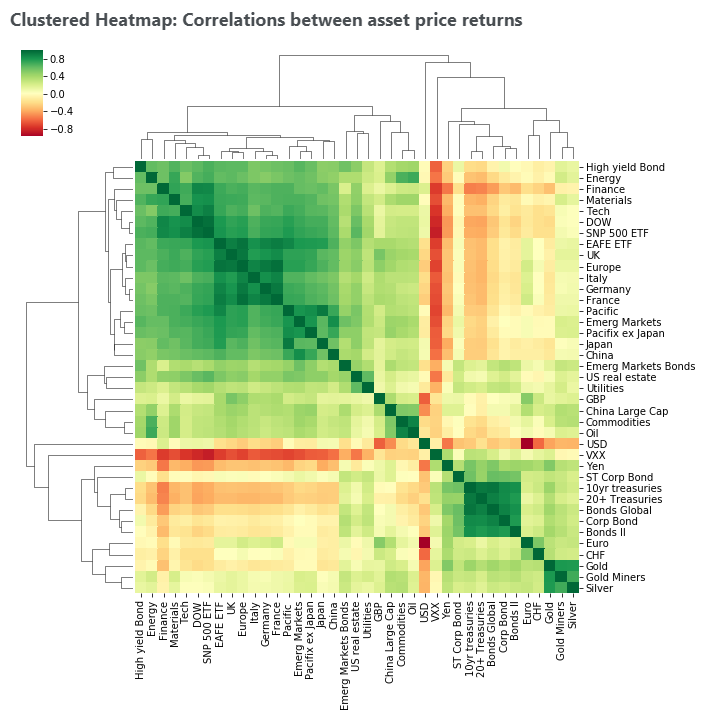 Clustered Heatmap: Correlations between asset price returns
0.8
0.4
0.0
−0.4
−0.8
High yield Bond
Energy
Finance
Materials
Tech
DOW
SNP 500 ETF
EAFE ETF
UK
Europe
Italy
Germany
France
Pacific
Emerg Markets
Pacific ex Japan
Japan
China
Emerg Markets Bonds
US real estate
Utilities
GBP
China Large Cap
Commodities
Oil
USD
VXX
Yen
ST Corp Bond
10yr treasuries
20+ Treasuries
Bonds Global
Corp Bond
Bonds II
Euro
CHF
Gold
Gold Miners
Silver
High yield Bond
Energy
Finance
Materials
Tech
DOW
SNP 500 ETF
EAFE ETF
UK
Europe
Italy
Germany
France
Pacific
Emerg Markets
Pacific ex Japan
Japan
China
Emerg Markets Bonds
US real estate
Utilities
GBP
China Large Cap
Commodities
Oil
USD
VXX
Yen
ST Corp Bond
10yr treasuries
20+ Treasuries
Bonds Global
Corp Bond
Bonds II
Euro
CHF
Gold
Gold Miners
Silver